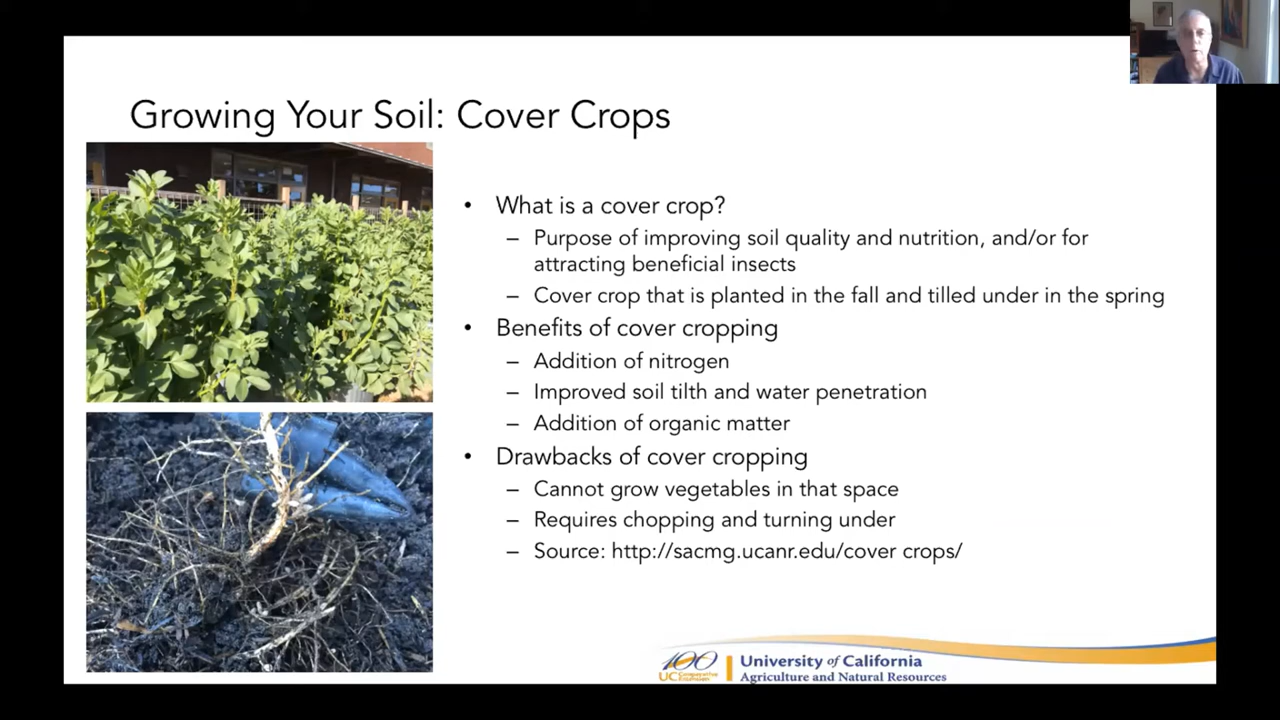 Growing Your Soil: Cover Crops
• What is a cover crop?
– Purpose of improving soil quality and nutrition, and/or for
attracting beneficial insects
– Cover crop that is planted in the fall and tilled under in the spring
• Benefits of cover cropping
– Addition of nitrogen
– Improved soil tilth and water penetration
– Addition of organic matter
• Drawbacks of cover cropping
– Cannot grow vegetables in that space
– Requires chopping and turning under
– Source: http://sacmg.ucanr.edu/cover crops/
100
UC Cooperative
Extension
University of California
Agriculture and Natural Resources